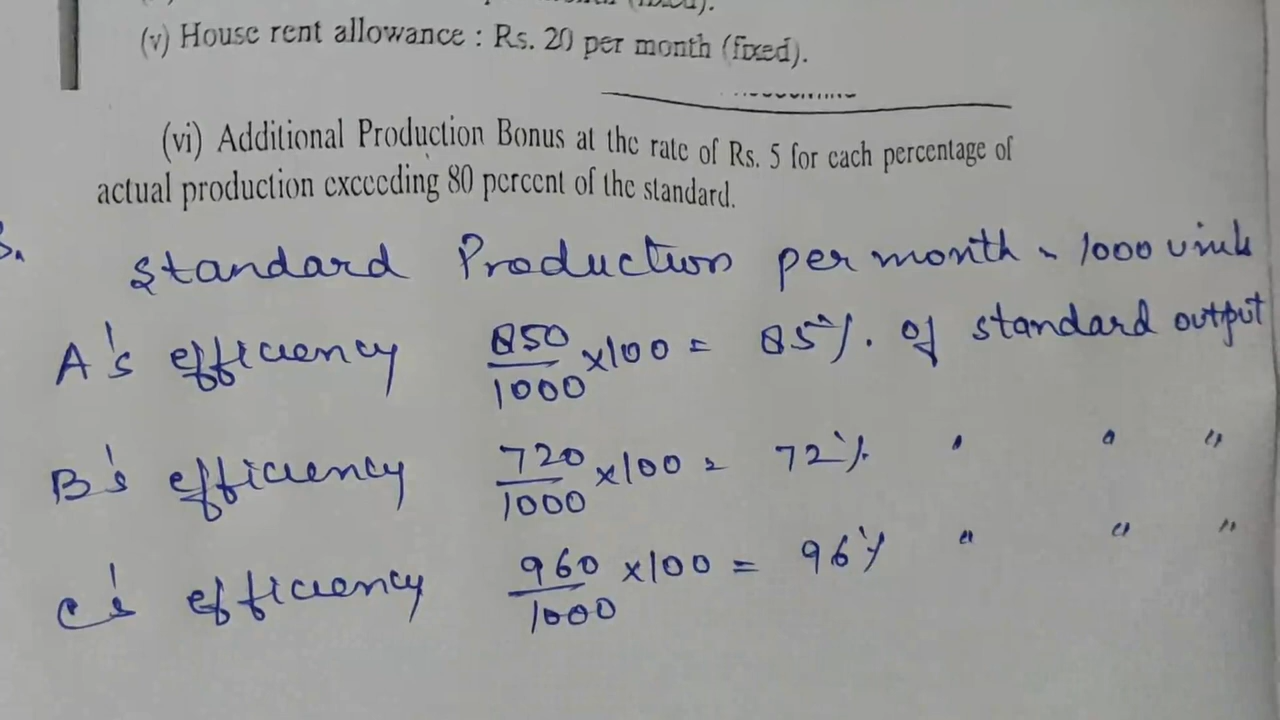 (v) House rent allowance : Rs. 20 per month (fixed).
(vi) Additional Production Bonus at the rate of Rs. 5 for each percentage of
actual production exceeding 80 percent of the standard.
Standard Production per month = 1000 units
A's efficiency 850/1000 x100 = 85%. of standard output
B's efficiency 720/1000 x100 = 72% " " "
C's efficiency 960/1000 x100 = 96% " " "